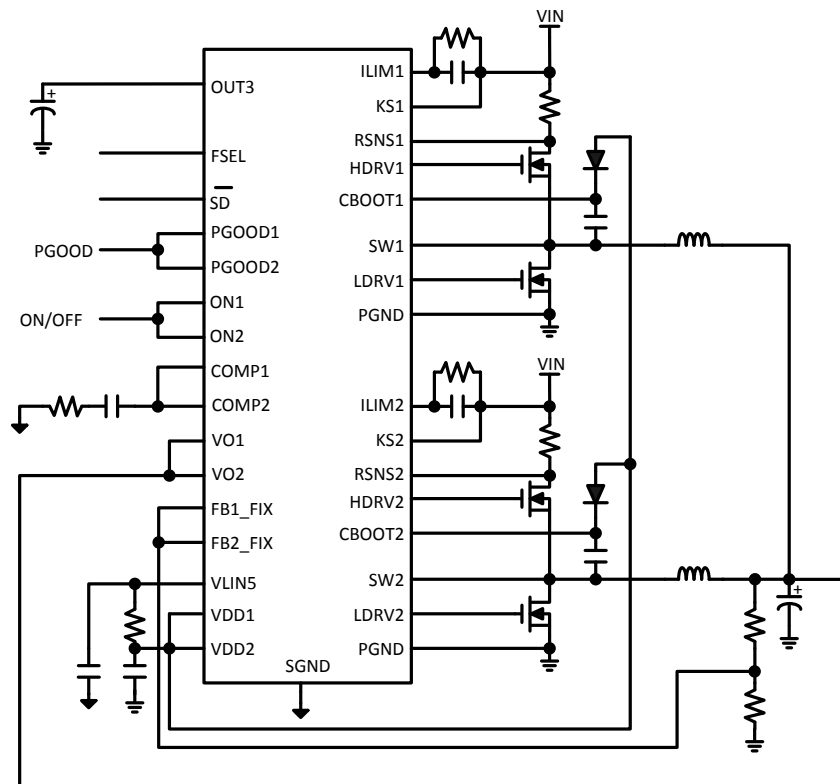 VIN
OUT3
FSEL
SD
PGOOD1
PGOOD
PGOOD2
ON1
ON/OFF
ON2
COMP1
COMP2
VO1
VO2
FB1_FIX
FB2_FIX
VLIN5
VDD1
VDD2
SGND
ILIM1
KS1
RSNS1
HDRV1
CBOOT1
SW1
LDRV1
PGND
VIN
ILIM2
KS2
RSNS2
HDRV2
CBOOT2
SW2
LDRV2
PGND
+
+